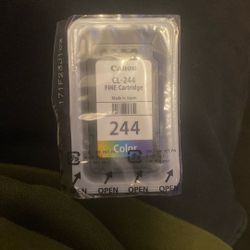 Canon
CL-244
FINE Cartridge
Made in Japan
244
Color
OPEN
OPEN
OPEN